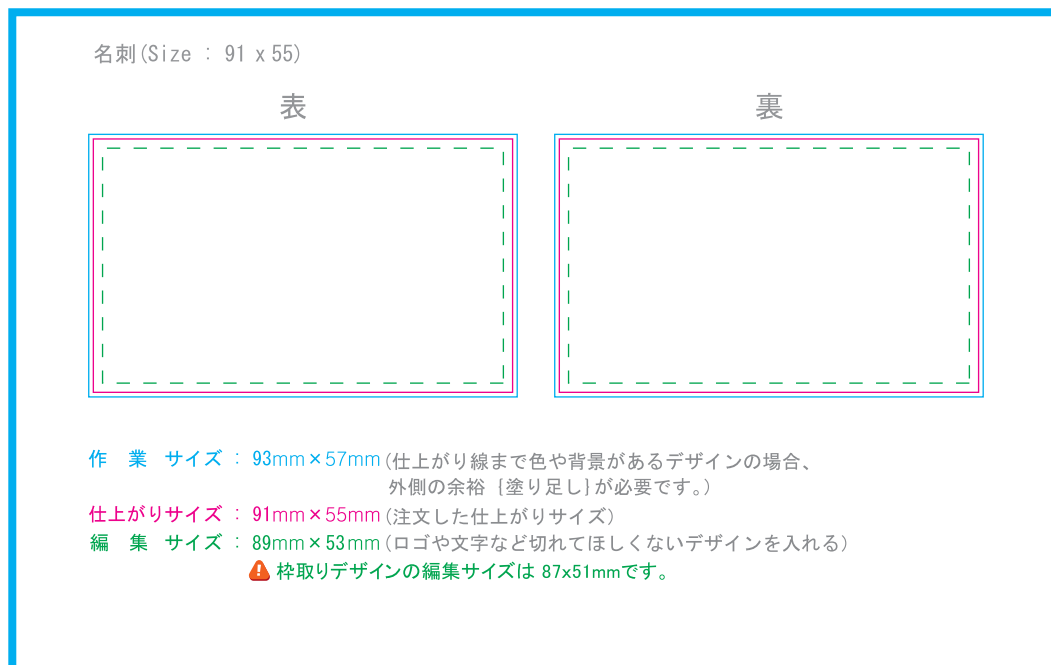 名刺(Size : 91 x 55)
表
裏
作 業 サイズ : 93mm×57mm (仕上がり線まで色や背景があるデザインの場合、
外側の余裕 {塗り足し}が必要です。)
仕上がりサイズ : 91mm×55mm (注文した仕上がりサイズ)
編 集 サイズ : 89mm×53mm (ロゴや文字など切れてほしくないデザインを入れる)
枠取りデザインの編集サイズは 87x51mmです。